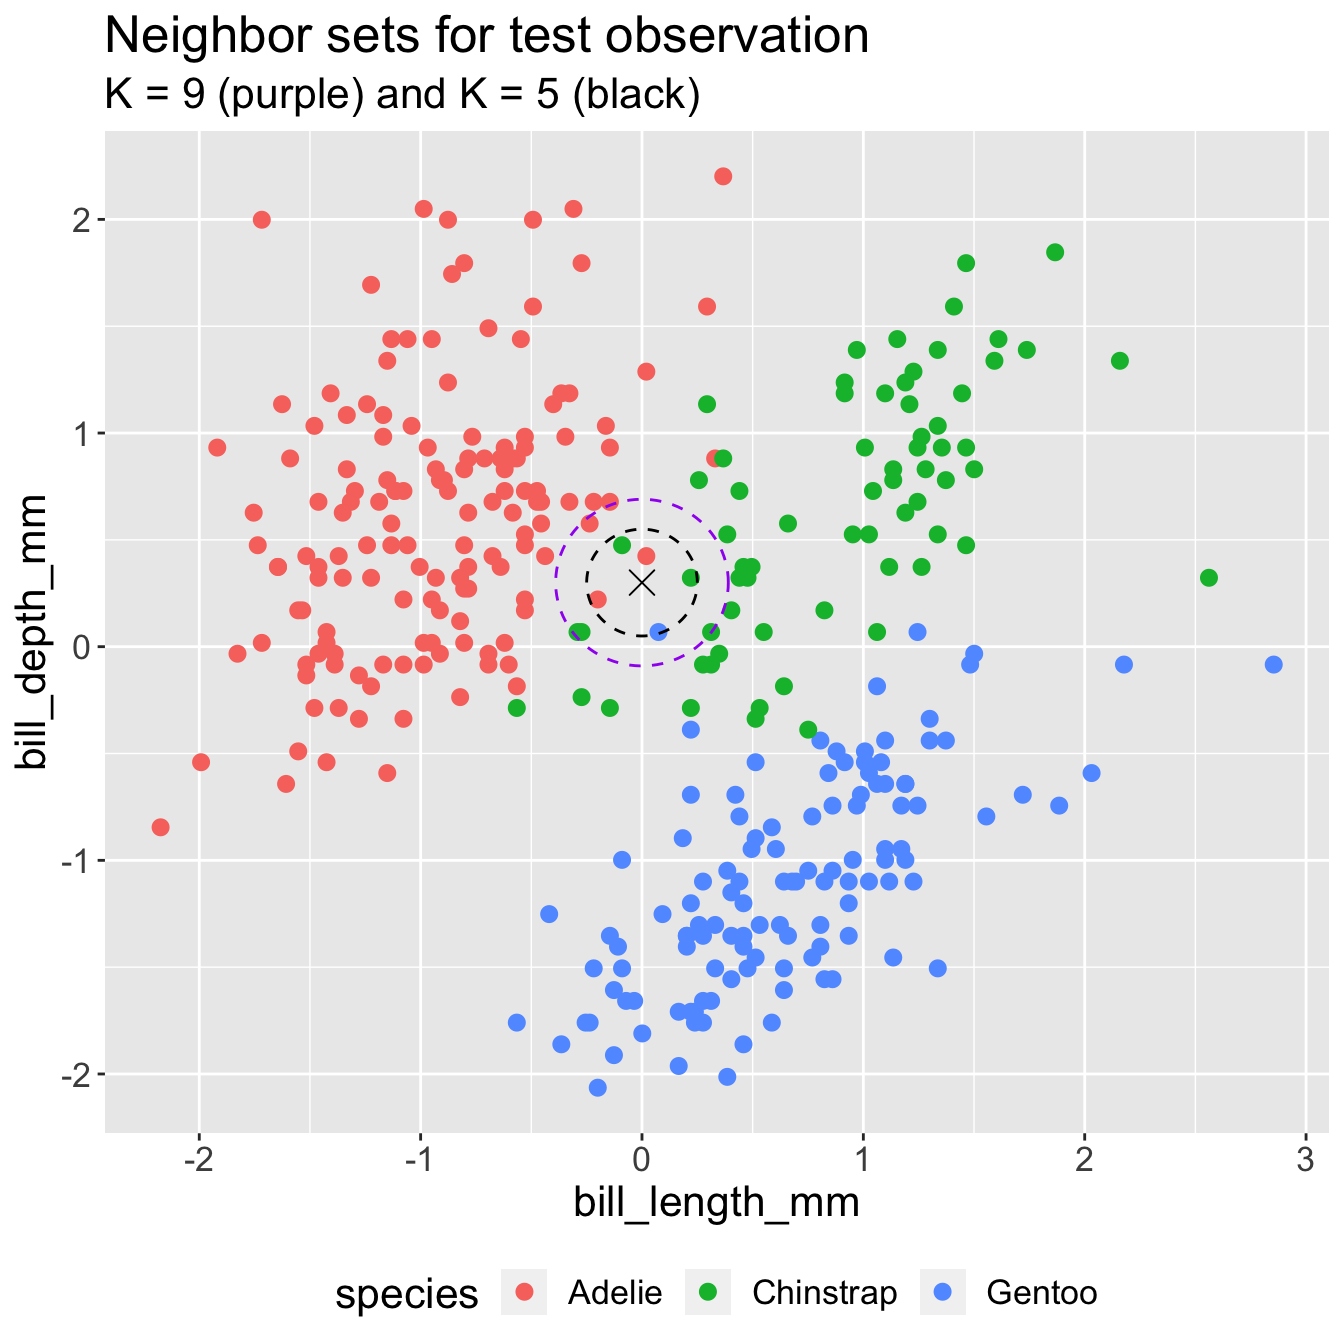 Neighbor sets for test observation
K = 9 (purple) and K = 5 (black)
2
1
0
-1
-2
bill_depth_mm
-2 -1 0 1 2 3
bill_length_mm
species Adelie Chinstrap Gentoo